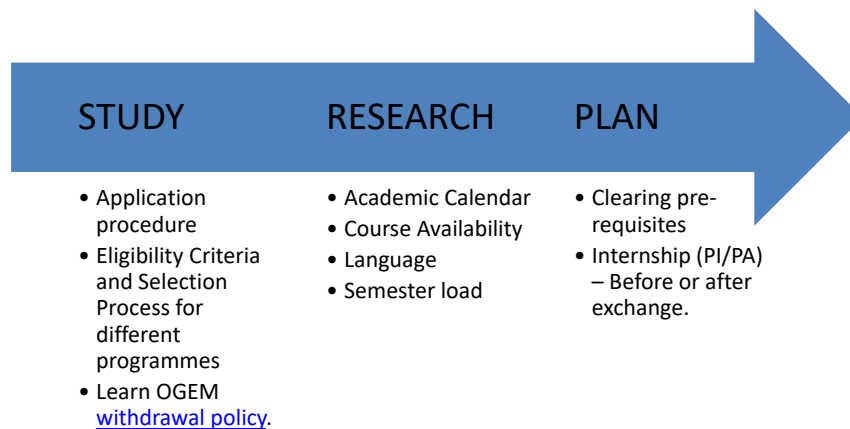 STUDY
• Application
procedure
• Eligibility Criteria
and Selection
Process for
different
programmes
• Learn OGEM
withdrawal policy.
RESEARCH
• Academic Calendar
• Course Availability
• Language
• Semester load
PLAN
• Clearing pre-
requisites
• Internship (PI/PA)
– Before or after
exchange.